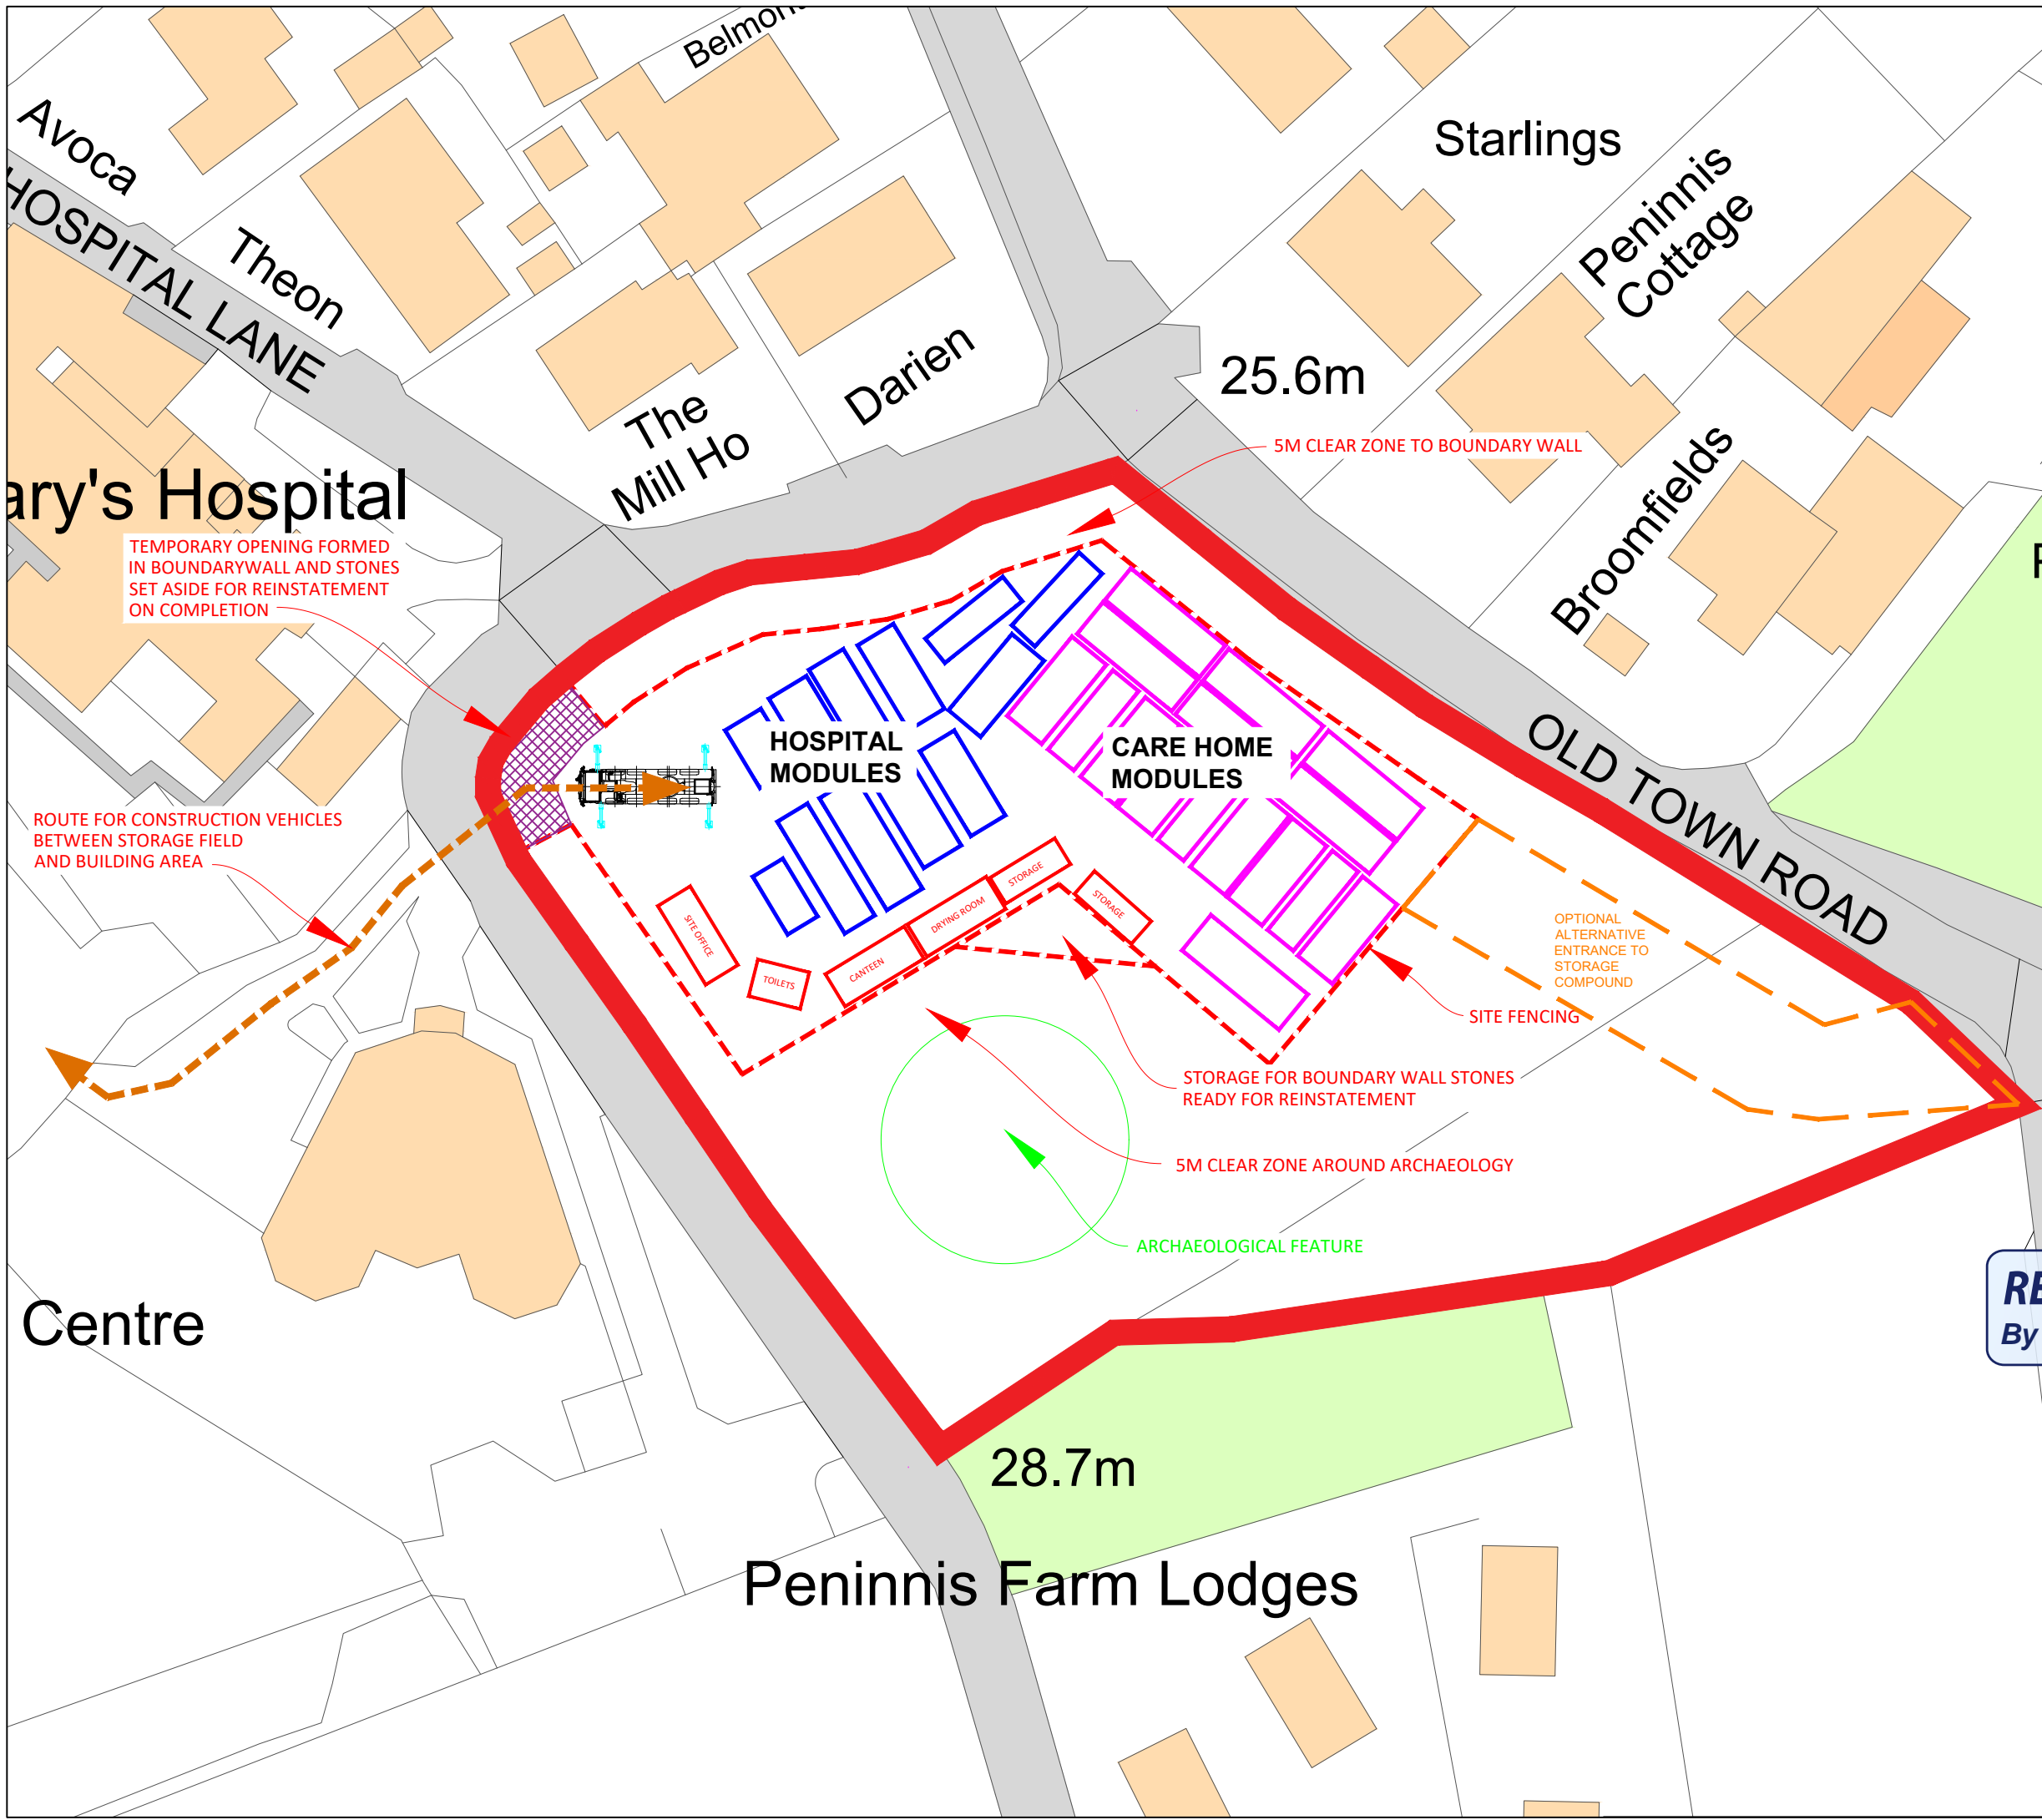 Belmont
Avoca
HOSPITAL LANE
Theon
Starlings
Peninnis
Cottage
25.6m
Darien
The
Mill Ho
5M CLEAR ZONE TO BOUNDARY WALL
Broomfields
ary's Hospital
TEMPORARY OPENING FORMED
IN BOUNDARYWALL AND STONES
SET ASIDE FOR REINSTATEMENT
ON COMPLETION
HOSPITAL
MODULES
CARE HOME
MODULES
OLD TOWN ROAD
ROUTE FOR CONSTRUCTION VEHICLES
BETWEEN STORAGE FIELD
AND BUILDING AREA
SITE OFFICE
TOILETS
CANTEEN
DRYING ROOM
STORAGE
STORAGE
OPTIONAL
ALTERNATIVE
ENTRANCE TO
STORAGE
COMPOUND
SITE FENCING
STORAGE FOR BOUNDARY WALL STONES
READY FOR REINSTATEMENT
5M CLEAR ZONE AROUND ARCHAEOLOGY
ARCHAEOLOGICAL FEATURE
Centre
RE
By
28.7m
Peninnis Farm Lodges